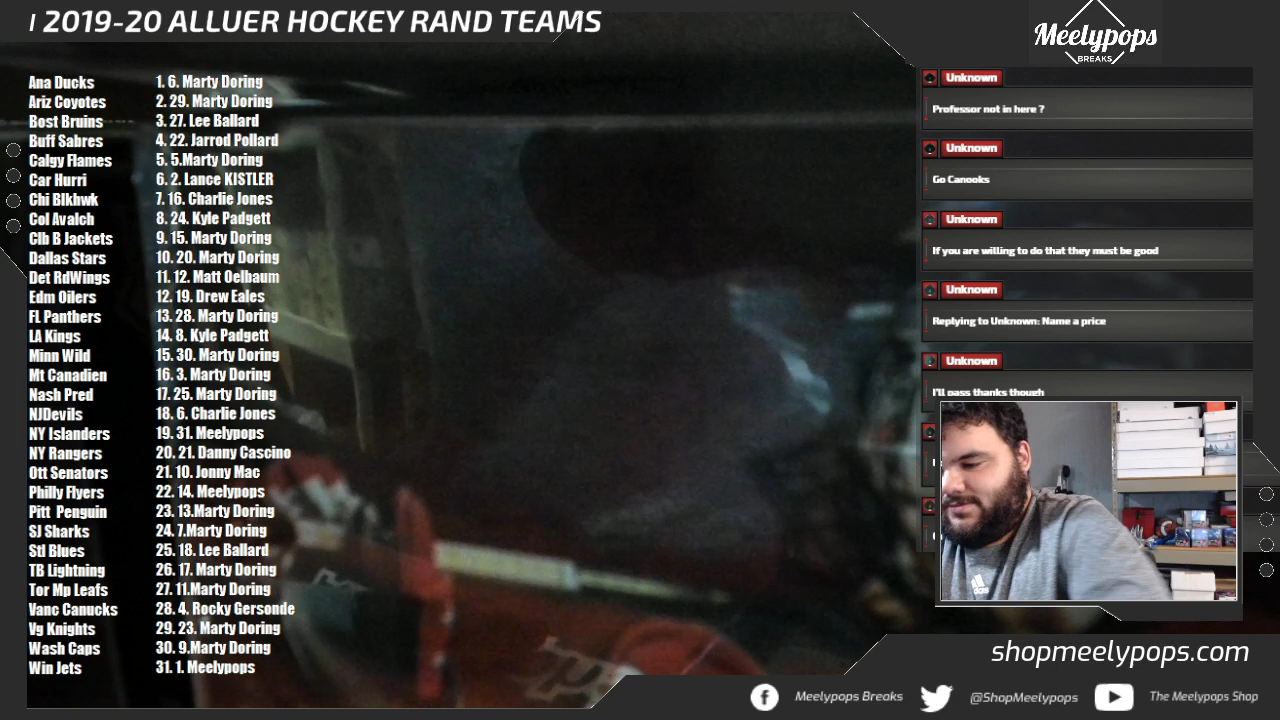 2019-20 ALLUER HOCKEY RAND TEAMS
Meelypops
BREAKS
Ana Ducks 1. 6. Marty Doring
Ariz Coyotes 2. 29. Marty Doring
Bost Bruins 3. 27. Lee Ballard
Buff Sabres 4. 22. Jarrod Pollard
Calgy Flames 5. 5.Marty Doring
Car Hurri 6. 2. Lance KISTLER
Chi Blkhwk 7. 16. Charlie Jones
Col Avalch 8. 24. Kyle Padgett
Clb B Jackets 9. 15. Marty Doring
Dallas Stars 10. 20. Marty Doring
Det RdWings 11. 12. Matt Oelbaum
Edm Oilers 12. 19. Drew Eales
FL Panthers 13. 28. Marty Doring
LA Kings 14. 8. Kyle Padgett
Minn Wild 15. 30. Marty Doring
Mt Canadien 16. 3. Marty Doring
Nash Pred 17. 25. Marty Doring
NJDevils 18. 6. Charlie Jones
NY Islanders 19. 31. Meelypops
NY Rangers 20. 21. Danny Cascino
Ott Senators 21. 10. Jonny Mac
Philly Flyers 22. 14. Meelypops
Pitt Penguin 23. 13.Marty Doring
SJ Sharks 24. 7.Marty Doring
Stl Blues 25. 18. Lee Ballard
TB Lightning 26. 17. Marty Doring
Tor Mp Leafs 27. 11.Marty Doring
Vanc Canucks 28. 4. Rocky Gersonde
Vg Knights 29. 23. Marty Doring
Wash Caps 30. 9.Marty Doring
Win Jets 31. 1. Meelypops
Unknown
Professor not in here ?
Unknown
Go Canooks
Unknown
If you are willing to do that they must be good
Unknown
Replying to Unknown: Name a price
Unknown
I'll pass thanks though
adidas
shopmeelypops.com
Meelypops Breaks
@ShopMeelypops
The Meelypops Shop